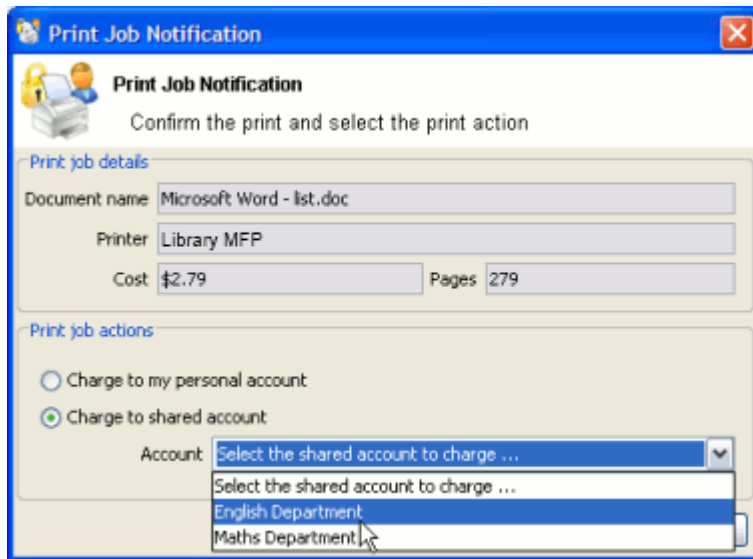 Print Job Notification
Print Job Notification
Confirm the print and select the print action
Print job details
Document name Microsoft Word - list.doc
Printer Library MFP
Cost $2.79 Pages 279
Print job actions
Charge to my personal account
Charge to shared account
Account Select the shared account to charge ...
Select the shared account to charge ...
English Department
Maths Department